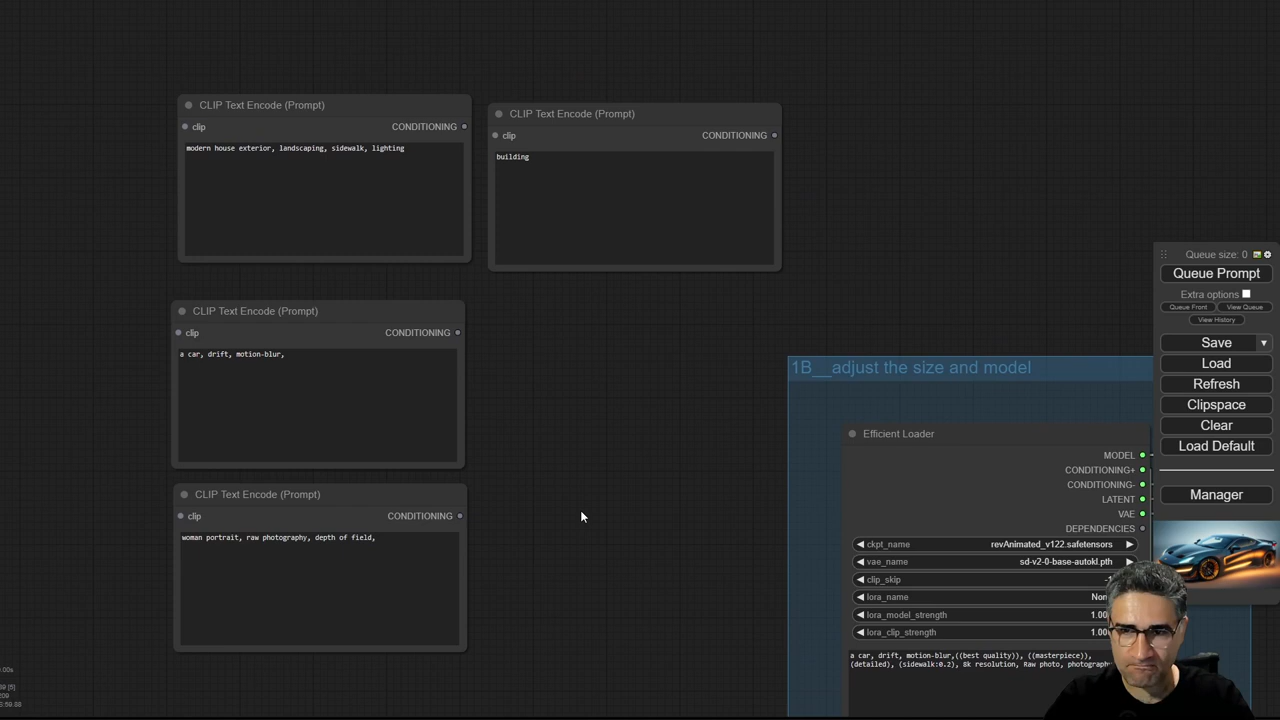 CLIP Text Encode (Prompt)
clip
CONDITIONING
modern house exterior, landscaping, sidewalk, lighting
CLIP Text Encode (Prompt)
clip
CONDITIONING
building
CLIP Text Encode (Prompt)
clip
CONDITIONING
a car, drift, motion-blur,
CLIP Text Encode (Prompt)
clip
CONDITIONING
woman portrait, raw photography, depth of field,
1B__adjust the size and model
Efficient Loader
MODEL
CONDITIONING+
CONDITIONING-
LATENT
VAE
DEPENDENCIES
ckpt_name revAnimated_v122.safetensors
vae_name sd-v2-0-base-autokl.pth
clip_skip
lora_name
lora_model_strength 1.00
lora_clip_strength 1.00
a car, drift, motion-blur,((best quality)), ((masterpiece)),
(detailed), (sidewalk:0.2), 8k resolution, Raw photo,
Queue size: 0
Queue Prompt
Extra options
Queue Front View Queue
View History
Save
Load
Refresh
Clipspace
Clear
Load Default
Manager